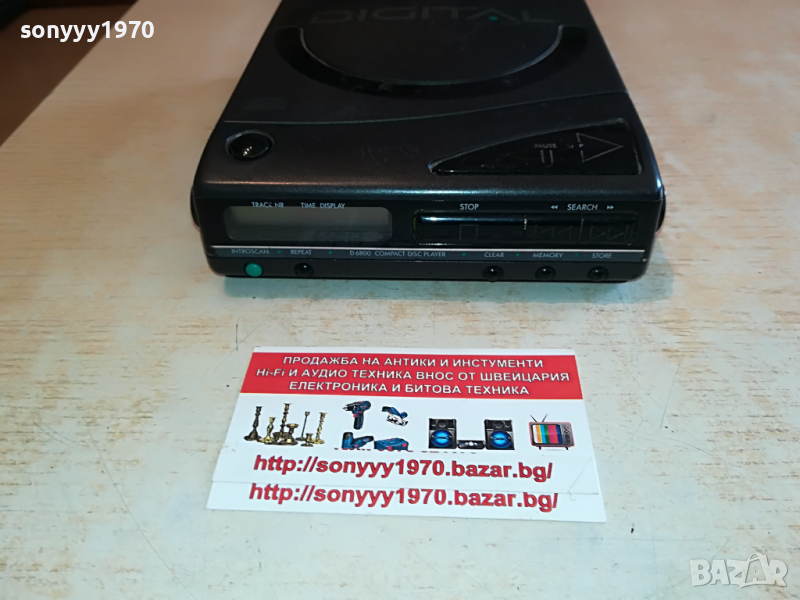 sonyyy1970
DIGITAL
PAUSE
TRACK NR TIME DISPLAY STOP SEARCH
INTROSCAN • REPEAT • D 6800 COMPACT DISC PLAYER • CLEAR • MEMORY • STORE
ПРОДАЖБА НА АНТИКИ И ИНСТУМЕНТИ
Hi-Fi И АУДИО ТЕХНИКА ВНОС ОТ ШВЕИЦАРИЯ
ЕЛЕКТРОНИКА И БИТОВА ТЕХНИКА
http://sonyyy1970.bazar.bg/
http://sonyyy1970.bazar.bg/
BAZAR